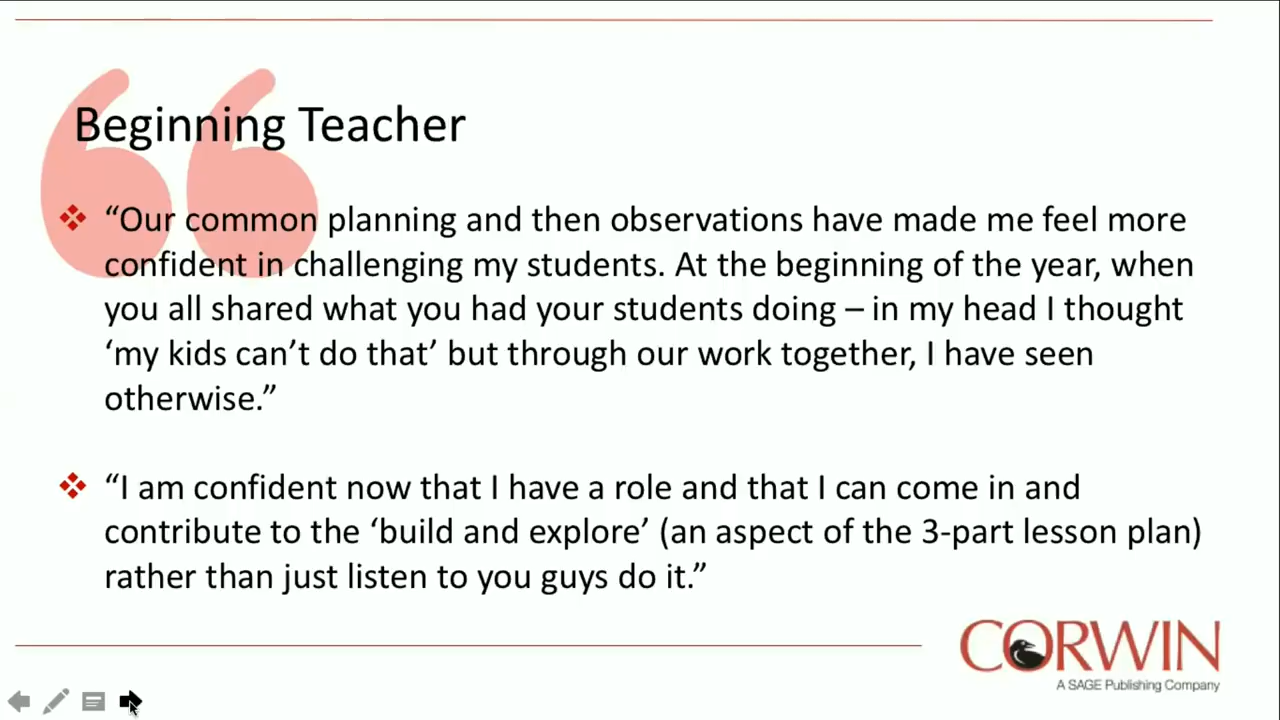 Beginning Teacher
“Our common planning and then observations have made me feel more
confident in challenging my students. At the beginning of the year, when
you all shared what you had your students doing – in my head I thought
‘my kids can’t do that’ but through our work together, I have seen
otherwise.”
“I am confident now that I have a role and that I can come in and
contribute to the ‘build and explore’ (an aspect of the 3-part lesson plan)
rather than just listen to you guys do it.”
CORWIN
A SAGE Publishing Company